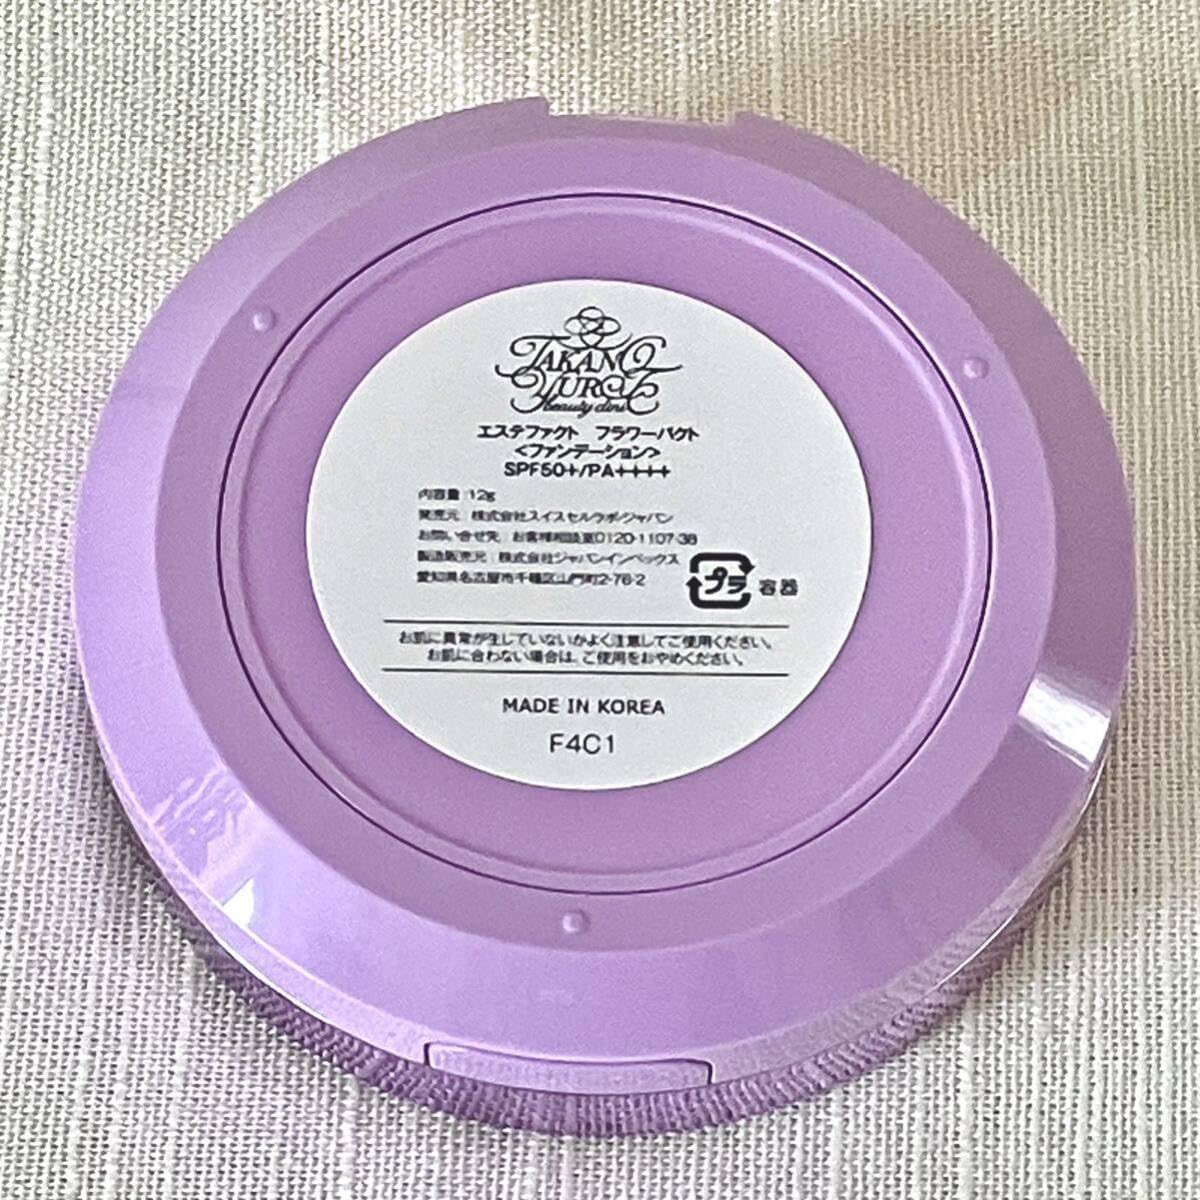 TAKANO
YURIE
beauty clinic
エステファクト フラワーパクト
<ファンデーション>
SPF50+/PA++++
内容量:12g
発売元:株式会社スイスセルラボ・ジャパン
お問い合せ先:お客様相談室0120-1107-38
製造販売元:株式会社ジャパンインペックス
愛知県名古屋市千種区山門町2-76-2
プラ 容器
お肌に異常が生じていないかよく注意してご使用ください。
お肌に合わない場合は、ご使用をおやめください。
MADE IN KOREA
F4C1